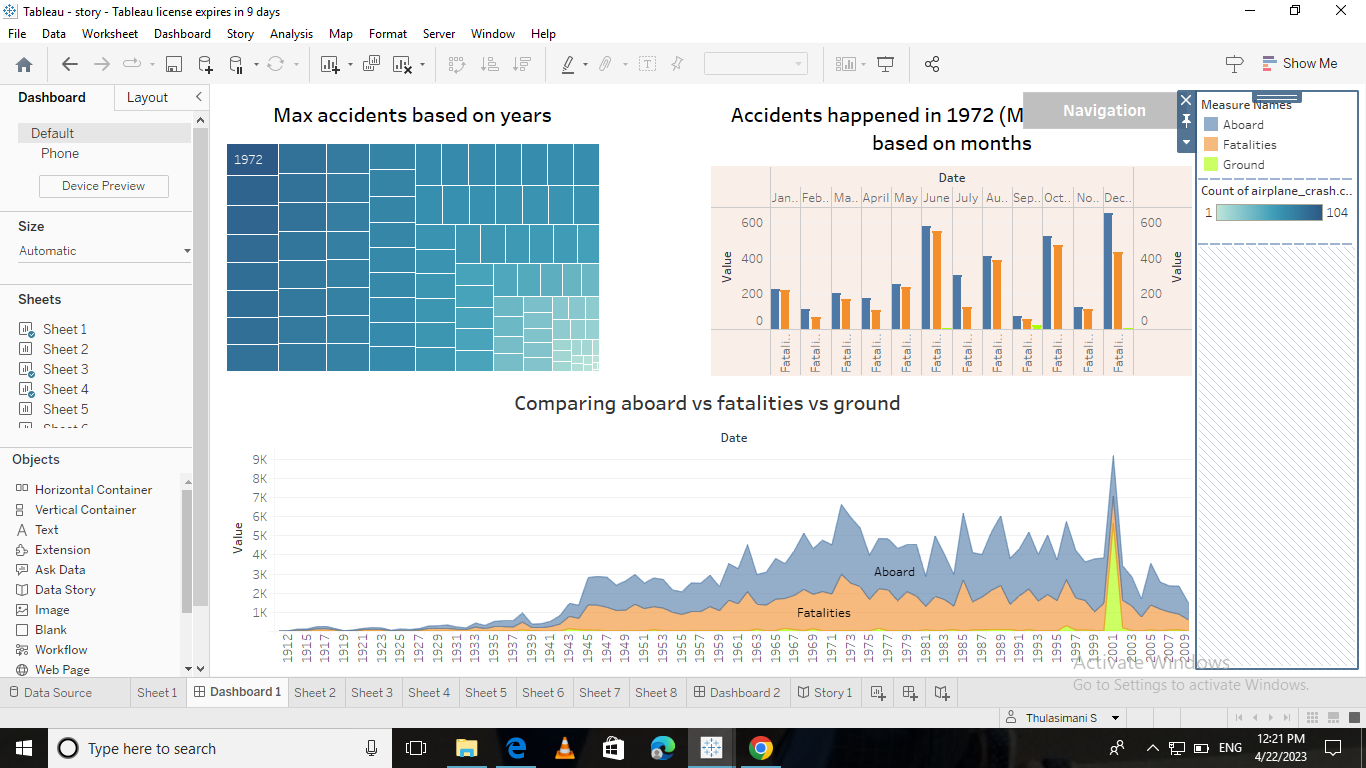 Tableau - story - Tableau license expires in 9 days
File Data Worksheet Dashboard Story Analysis Map Format Server Window Help
Show Me
Dashboard Layout
Default
Phone
Device Preview
Size
Automatic
Sheets
Sheet 1
Sheet 2
Sheet 3
Sheet 4
Sheet 5
Objects
Horizontal Container
Vertical Container
Text
Extension
Ask Data
Data Story
Image
Blank
Workflow
Web Page
Max accidents based on years
1972
Accidents happened in 1972 (M
based on months
Navigation
Date
Jan.. Feb.. Ma.. April May June July Au.. Sep.. Oct.. No.. Dec..
600 600
400 400
200 200
0 0
Value Value
Fatali.. Fatali.. Fatali.. Fatali.. Fatali.. Fatali.. Fatali.. Fatali.. Fatali.. Fatali.. Fatali.. Fatali..
Measure Names
Aboard
Fatalities
Ground
Count of airplane_crash.c..
1 104
Comparing aboard vs fatalities vs ground
Date
Value
9K
8K
7K
6K
5K
4K
3K
2K
1K
Aboard
Fatalities
1912 1915 1917 1919 1921 1923 1925 1927 1929 1931 1933 1935 1937 1939 1941 1943 1945 1947 1949 1951 1953 1955 1957 1959 1961 1963 1965 1967 1969 1971 1973 1975 1977 1979 1981 1983 1985 1987 1989 1991 1993 1995 1997 1999 2001 2003 2005 2007 2009
Activate Windows
Go to Settings to activate Windows.
Data Source Sheet 1 Dashboard 1 Sheet 2 Sheet 3 Sheet 4 Sheet 5 Sheet 6 Sheet 7 Sheet 8 Dashboard 2 Story 1
Thulasimani S
Type here to search
ENG
12:21 PM
4/22/2023